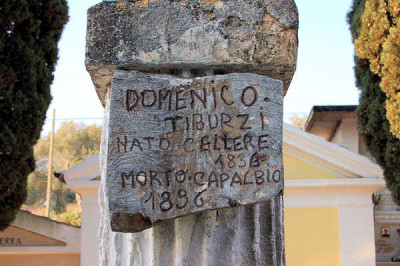 DOMENICO.
TIBURZI
NATO. CELLERE
1836
MORTO. CAPALBIO
1896